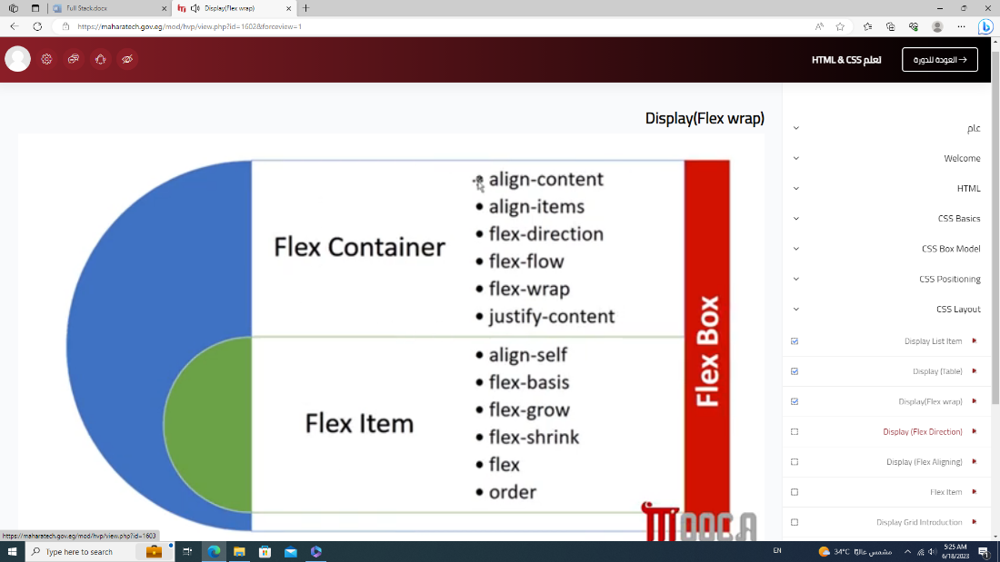 Full Stack.docx
Display(Flex wrap)
https://maharatech.gov.eg/mod/hvp/view.php?id=1602&forceview=1
تعلم HTML & CSS
العودة للدورة
Display(Flex wrap)
Flex Container
• align-content
• align-items
• flex-direction
• flex-flow
• flex-wrap
• justify-content
Flex Item
• align-self
• flex-basis
• flex-grow
• flex-shrink
• flex
• order
Flex Box
عام
Welcome
HTML
CSS Basics
CSS Box Model
CSS Positioning
CSS Layout
Display List Item
Display (Table)
Display(Flex wrap)
Display (Flex Direction)
Display (Flex Aligning)
Flex Item
Display Grid Introduction
https://maharatech.gov.eg/mod/hvp/view.php?id=1603
Type here to search
EN
34°C
مشمس غالبًا
5:25 AM
6/18/2023